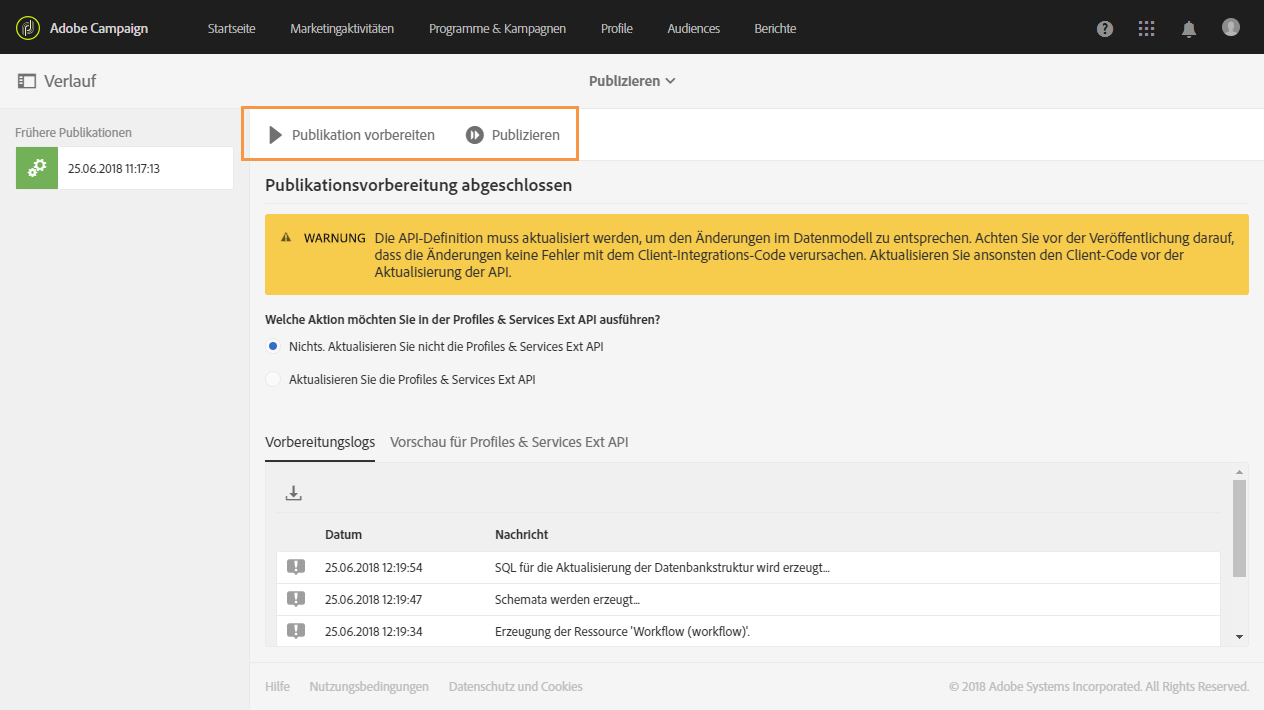 Adobe Campaign
Startseite
Marketingaktivitäten
Programme & Kampagnen
Profile
Audiences
Berichte
Verlauf
Publizieren
Frühere Publikationen
25.06.2018 11:17:13
Publikation vorbereiten
Publizieren
Publikationsvorbereitung abgeschlossen
WARNUNG Die API-Definition muss aktualisiert werden, um den Änderungen im Datenmodell zu entsprechen. Achten Sie vor der Veröffentlichung darauf,
dass die Änderungen keine Fehler mit dem Client-Integrations-Code verursachen. Aktualisieren Sie ansonsten den Client-Code vor der
Aktualisierung der API.
Welche Aktion möchten Sie in der Profiles & Services Ext API ausführen?
Nichts. Aktualisieren Sie nicht die Profiles & Services Ext API
Aktualisieren Sie die Profiles & Services Ext API
Vorbereitungslogs
Vorschau für Profiles & Services Ext API
Datum Nachricht
25.06.2018 12:19:54 SQL für die Aktualisierung der Datenbankstruktur wird erzeugt...
25.06.2018 12:19:47 Schemata werden erzeugt...
25.06.2018 12:19:34 Erzeugung der Ressource 'Workflow (workflow)'.
Hilfe
Nutzungsbedingungen
Datenschutz und Cookies
© 2018 Adobe Systems Incorporated. All Rights Reserved.